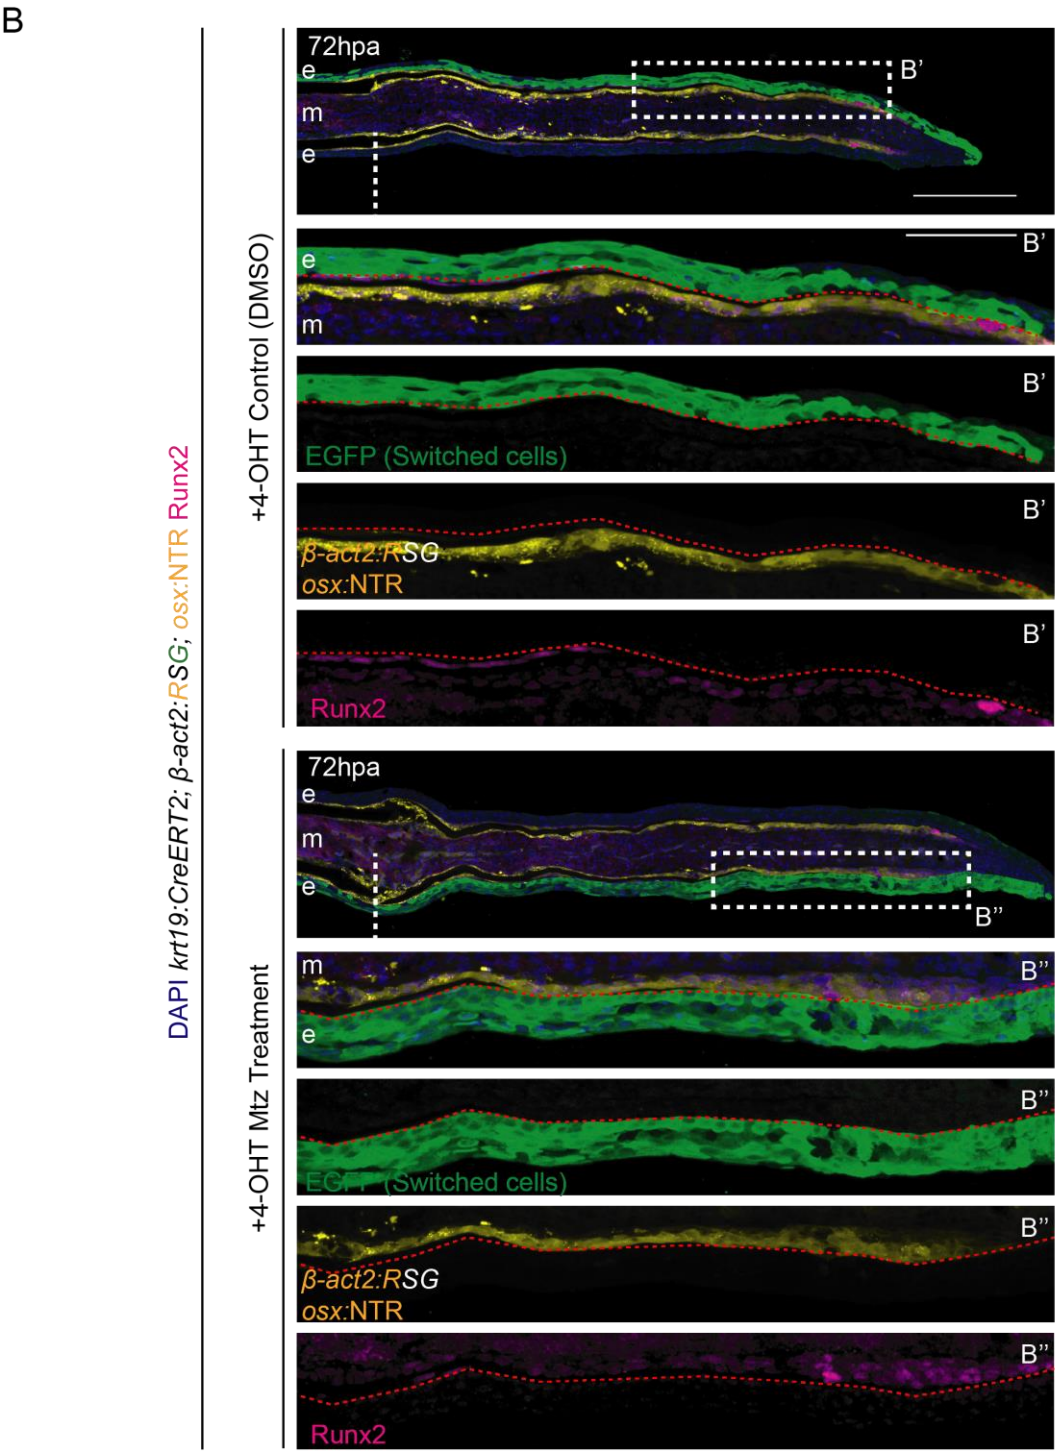 B
DAPI krt19:CreERT2; β-act2:RSG; osx:NTR Runx2
+4-OHT Control (DMSO)
72hpa
e
B’
m
e
B’
e
m
B’
EGFP (Switched cells)
B’
β-act2:RSG
osx:NTR
B’
Runx2
+4-OHT Mtz Treatment
72hpa
e
m
e
B’’
m
B’’
e
B’’
EGFP (Switched cells)
B’’
β-act2:RSG
osx:NTR
B’’
Runx2